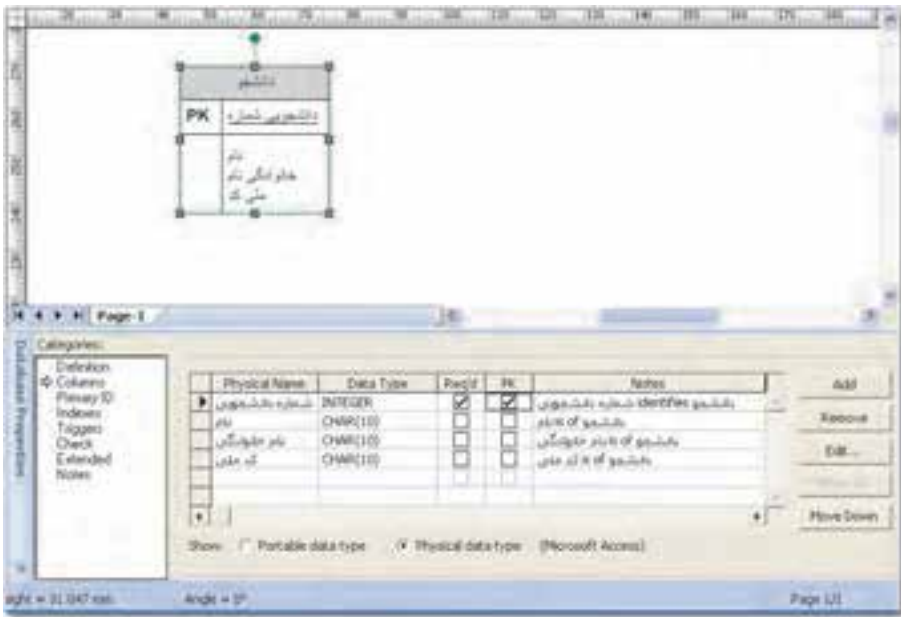 دانشجو
PK دانشجویی شماره
نام
خانوادگی نام
ملی کد
Page-1
Database Properties
Categories:
Definition
Columns
Primary ID
Indexes
Triggers
Check
Extended
Notes
Physical Name Data Type Req'd PK Notes
شماره دانشجویی INTEGER شماره دانشجویی identifies دانشجو
نام CHAR(10) نام is of دانشجو
نام خانوادگی CHAR(10) نام خانوادگی is of دانشجو
کد ملی CHAR(10) کد ملی is of دانشجو
Add
Remove
Edit...
Move Down
Show: Portable data type Physical data type (Microsoft Access)
Angle = 0° Page 1/1